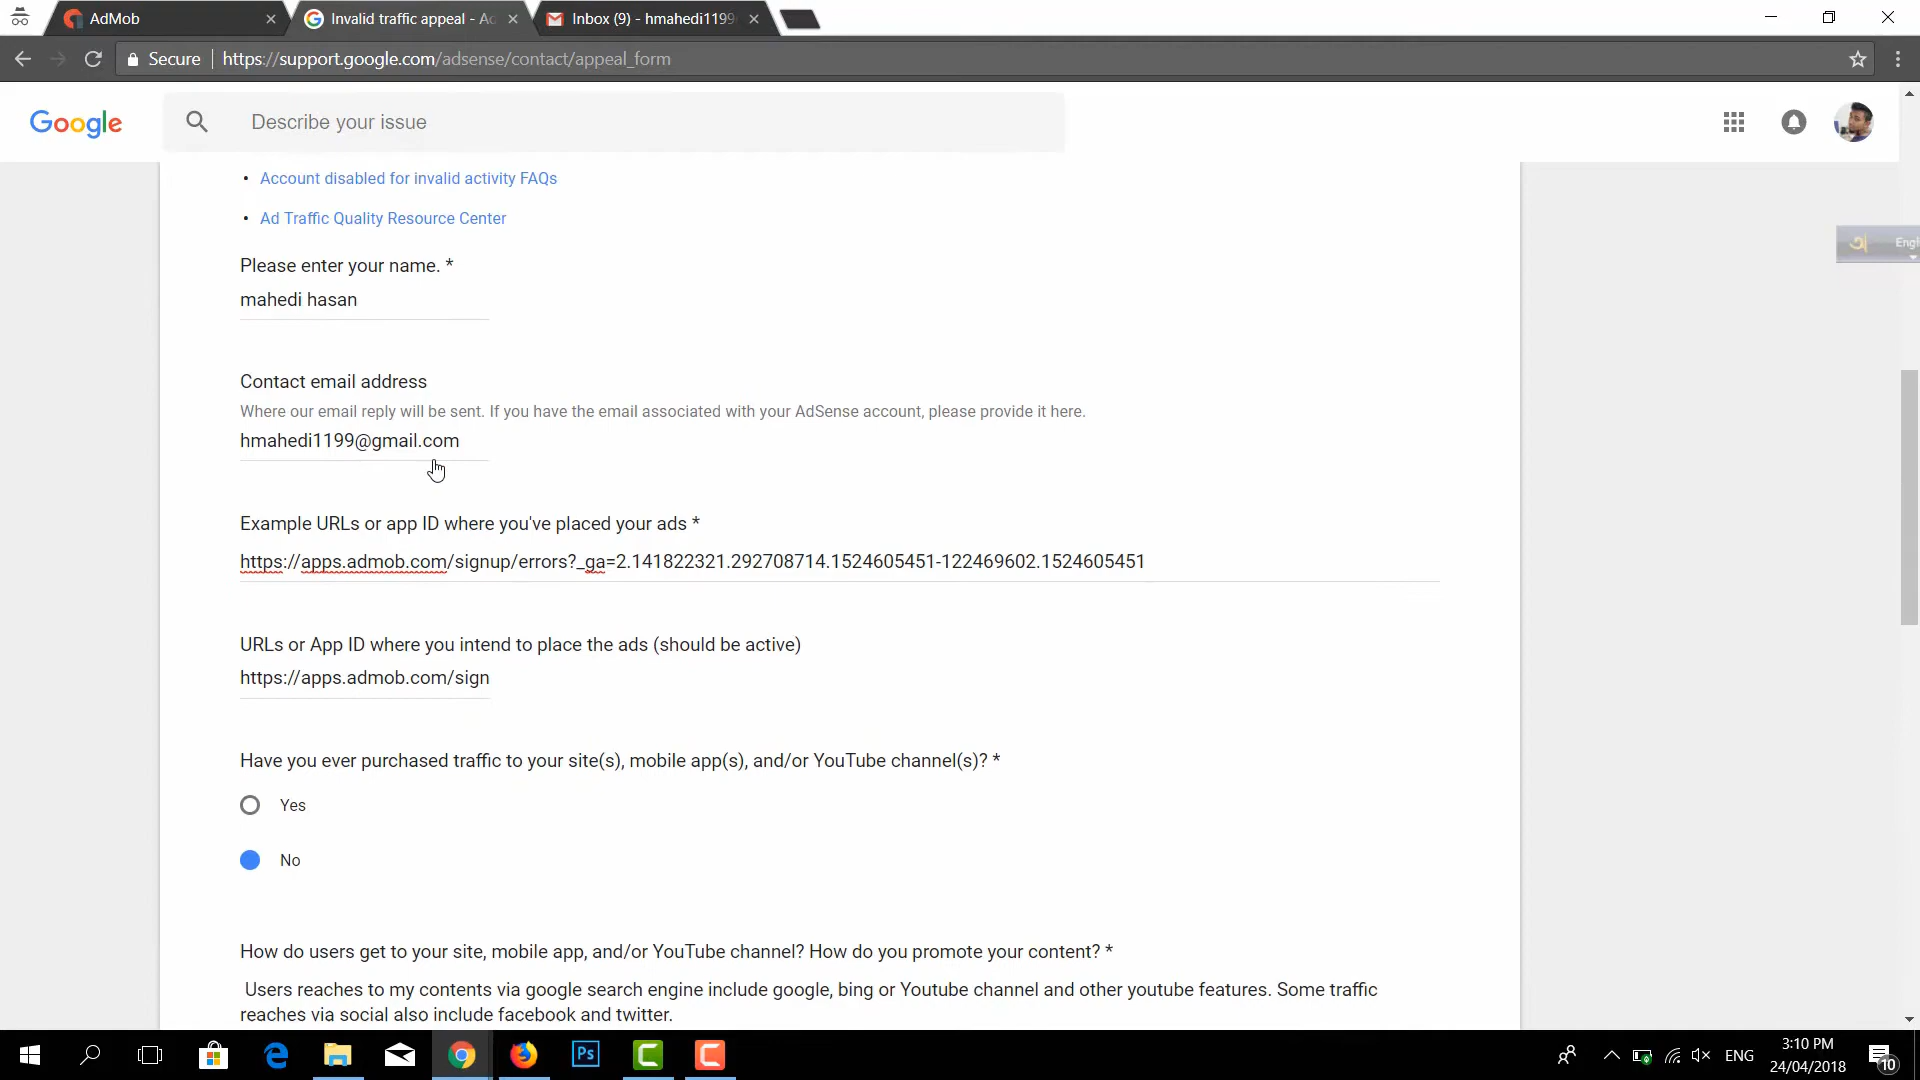 AdMob
Invalid traffic appeal - Ad
Inbox (9) - hmahedi1199
Secure
https://support.google.com/adsense/contact/appeal_form
Google
Describe your issue
• Account disabled for invalid activity FAQs
• Ad Traffic Quality Resource Center
অ Engl
Please enter your name. *
mahedi hasan
Contact email address
Where our email reply will be sent. If you have the email associated with your AdSense account, please provide it here.
hmahedi1199@gmail.com
Example URLs or app ID where you've placed your ads *
https://apps.admob.com/signup/errors?_ga=2.141822321.292708714.1524605451-122469602.1524605451
URLs or App ID where you intend to place the ads (should be active)
https://apps.admob.com/sign
Have you ever purchased traffic to your site(s), mobile app(s), and/or YouTube channel(s)? *
Yes
No
How do users get to your site, mobile app, and/or YouTube channel? How do you promote your content? *
Users reaches to my contents via google search engine include google, bing or Youtube channel and other youtube features. Some traffic
reaches via social also include facebook and twitter.
Ps
ENG
3:10 PM
24/04/2018
10